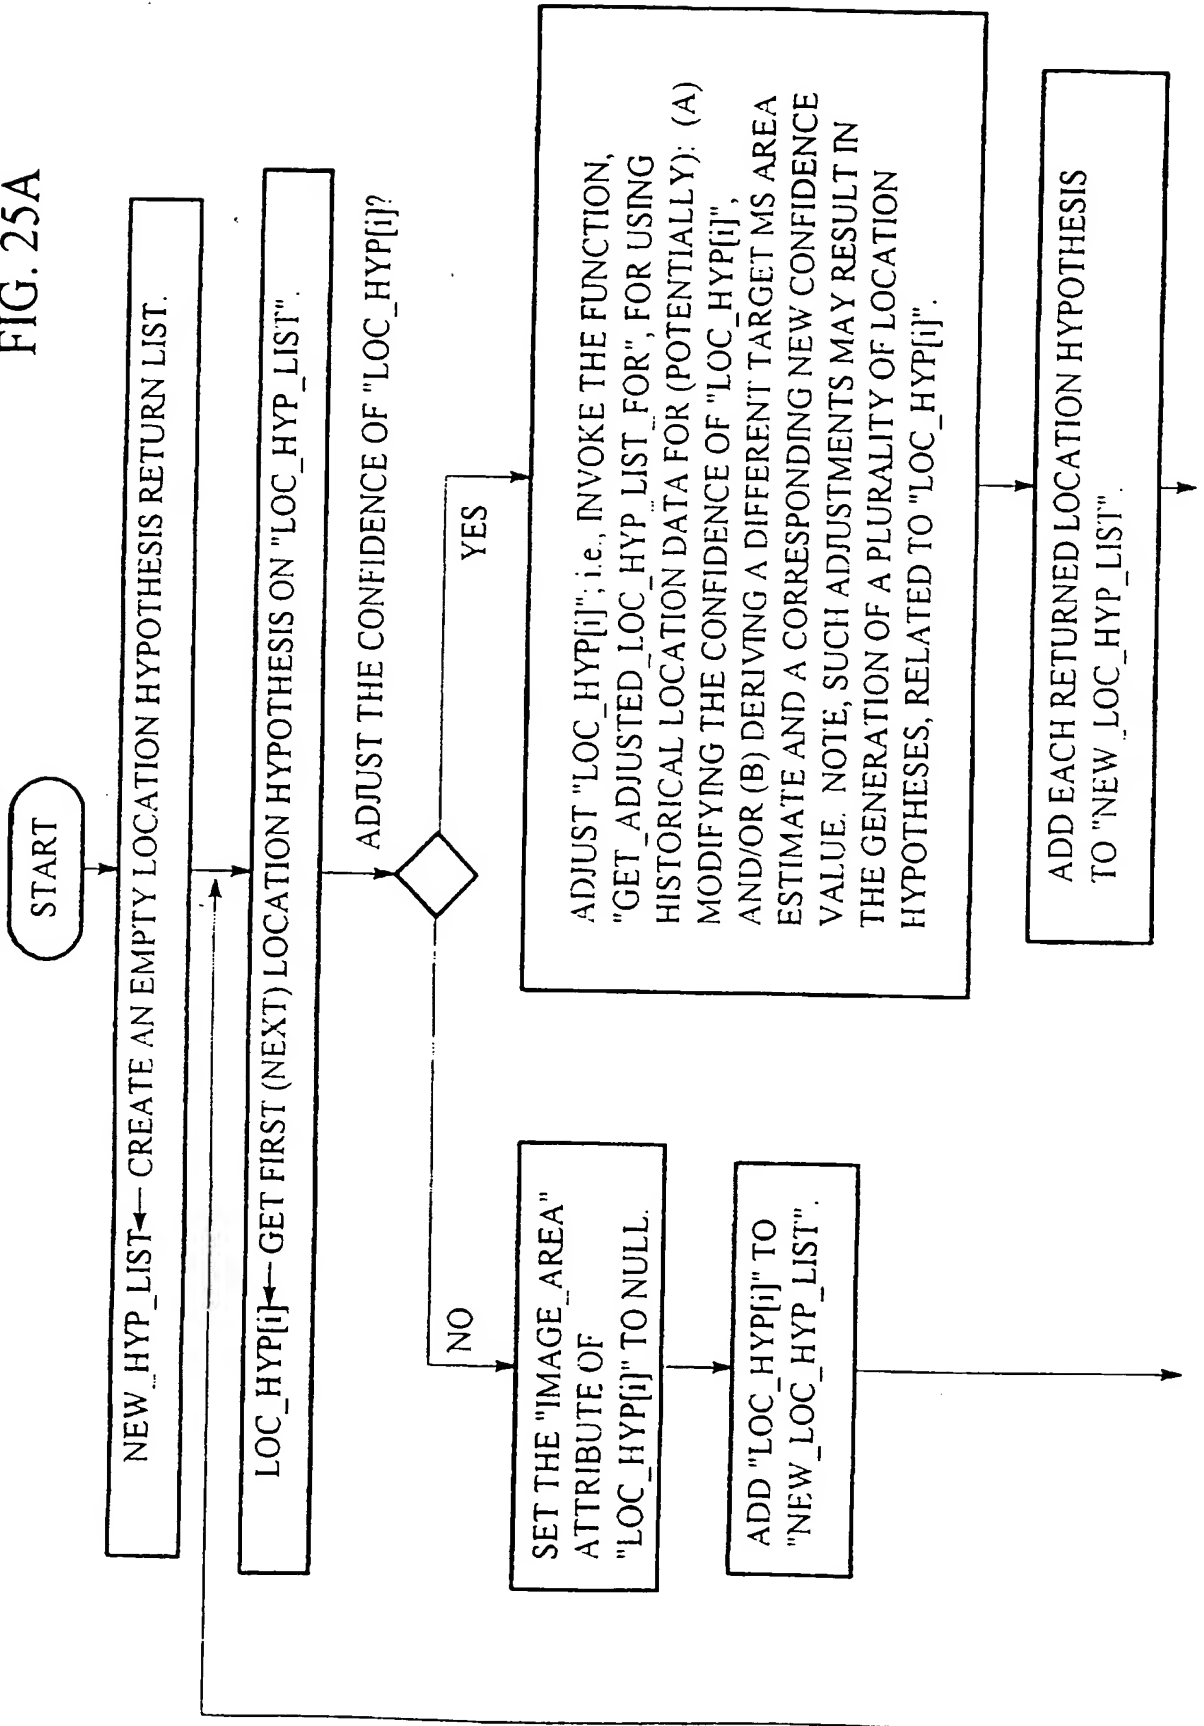 FIG. 25A
START
NEW_HYP_LIST← CREATE AN EMPTY LOCATION HYPOTHESIS RETURN LIST.
LOC_HYP[i]← GET FIRST (NEXT) LOCATION HYPOTHESIS ON "LOC_HYP_LIST".
ADJUST THE CONFIDENCE OF "LOC_HYP[i]?
NO
YES
SET THE "IMAGE_AREA"
ATTRIBUTE OF
"LOC_HYP[i]" TO NULL.
ADD "LOC_HYP[i]" TO
"NEW_LOC_HYP_LIST".
ADJUST "LOC_HYP[i]"; i.e., INVOKE THE FUNCTION,
"GET_ADJUSTED_LOC_HYP_LIST_FOR", FOR USING
HISTORICAL LOCATION DATA FOR (POTENTIALLY): (A)
MODIFYING THE CONFIDENCE OF "LOC_HYP[i]",
AND/OR (B) DERIVING A DIFFERENT TARGET MS AREA
ESTIMATE AND A CORRESPONDING NEW CONFIDENCE
VALUE. NOTE, SUCH ADJUSTMENTS MAY RESULT IN
THE GENERATION OF A PLURALITY OF LOCATION
HYPOTHESES, RELATED TO "LOC_HYP[i]".
ADD EACH RETURNED LOCATION HYPOTHESIS
TO "NEW_LOC_HYP_LIST".